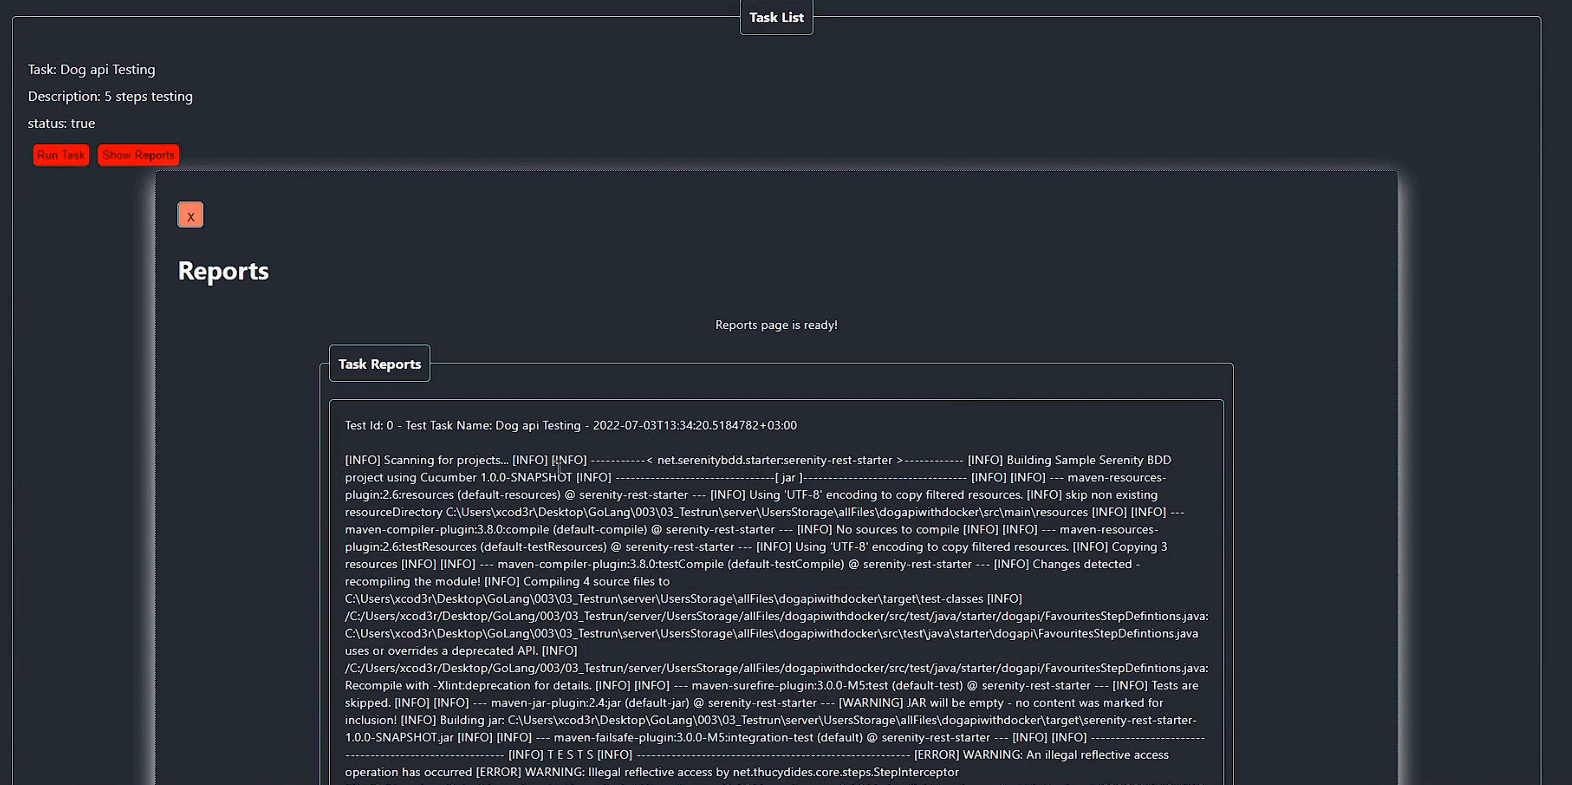 Task List
Task: Dog api Testing
Description: 5 steps testing
status: true
Run Task Show Reports
x
Reports
Reports page is ready!
Task Reports
Test Id: 0 - Test Task Name: Dog api Testing - 2022-07-03T13:34:20.5184782+03:00
[INFO] Scanning for projects... [INFO] [INFO] -----------< net.serenitybdd.starter:serenity-rest-starter >------------ [INFO] Building Sample Serenity BDD
project using Cucumber 1.0.0-SNAPSHOT [INFO] --------------------------------[ jar ]--------------------------------- [INFO] [INFO] --- maven-resources-
plugin:2.6:resources (default-resources) @ serenity-rest-starter --- [INFO] Using 'UTF-8' encoding to copy filtered resources. [INFO] skip non existing
resourceDirectory C:\Users\xcod3r\Desktop\GoLang\003\03_Testrun\server\UsersStorage\allFiles\dogapiwithdocker\src\main\resources [INFO] [INFO] ---
maven-compiler-plugin:3.8.0:compile (default-compile) @ serenity-rest-starter --- [INFO] No sources to compile [INFO] [INFO] --- maven-resources-
plugin:2.6:testResources (default-testResources) @ serenity-rest-starter --- [INFO] Using 'UTF-8' encoding to copy filtered resources. [INFO] Copying 3
resources [INFO] [INFO] --- maven-compiler-plugin:3.8.0:testCompile (default-testCompile) @ serenity-rest-starter --- [INFO] Changes detected -
recompiling the module! [INFO] Compiling 4 source files to
C:\Users\xcod3r\Desktop\GoLang\003\03_Testrun\server\UsersStorage\allFiles\dogapiwithdocker\target\test-classes [INFO]
/C:/Users/xcod3r/Desktop/GoLang/003/03_Testrun/server/UsersStorage/allFiles/dogapiwithdocker/src/test/java/starter/dogapi/FavouritesStepDefintions.java:
C:\Users\xcod3r\Desktop\GoLang\003\03_Testrun\server\UsersStorage\allFiles\dogapiwithdocker\src\test\java\starter\dogapi\FavouritesStepDefintions.java
uses or overrides a deprecated API. [INFO]
/C:/Users/xcod3r/Desktop/GoLang/003/03_Testrun/server/UsersStorage/allFiles/dogapiwithdocker/src/test/java/starter/dogapi/FavouritesStepDefintions.java:
Recompile with -Xlint:deprecation for details. [INFO] [INFO] --- maven-surefire-plugin:3.0.0-M5:test (default-test) @ serenity-rest-starter --- [INFO] Tests are
skipped. [INFO] [INFO] --- maven-jar-plugin:2.4:jar (default-jar) @ serenity-rest-starter --- [WARNING] JAR will be empty - no content was marked for
inclusion! [INFO] Building jar: C:\Users\xcod3r\Desktop\GoLang\003\03_Testrun\server\UsersStorage\allFiles\dogapiwithdocker\target\serenity-rest-starter-
1.0.0-SNAPSHOT.jar [INFO] [INFO] --- maven-failsafe-plugin:3.0.0-M5:integration-test (default) @ serenity-rest-starter --- [INFO] [INFO] -----------------------
-------------------------------- [INFO] T E S T S [INFO] ------------------------------------------------------- [ERROR] WARNING: An illegal reflective access
operation has occurred [ERROR] WARNING: Illegal reflective access by net.thucydides.core.steps.StepInterceptor